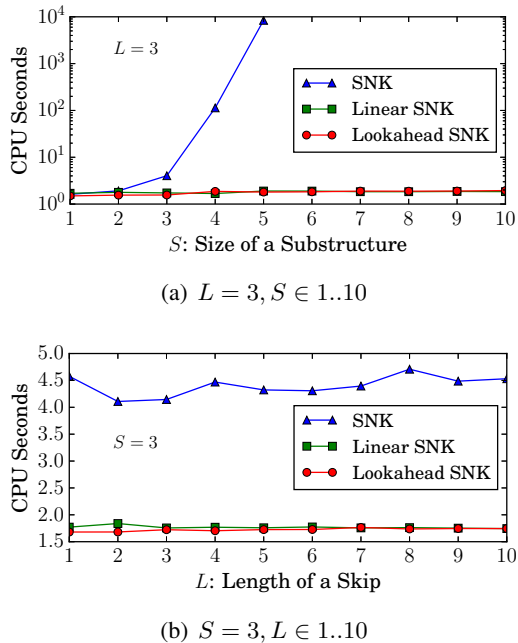 10^4
10^3
10^2
10^1
10^0
CPU Seconds
L = 3
SNK
Linear SNK
Lookahead SNK
1 2 3 4 5 6 7 8 9 10
S: Size of a Substructure
(a) L = 3, S ∈ 1..10
5.0
4.5
4.0
3.5
3.0
2.5
2.0
1.5
CPU Seconds
S = 3
SNK
Linear SNK
Lookahead SNK
1 2 3 4 5 6 7 8 9 10
L: Length of a Skip
(b) S = 3, L ∈ 1..10